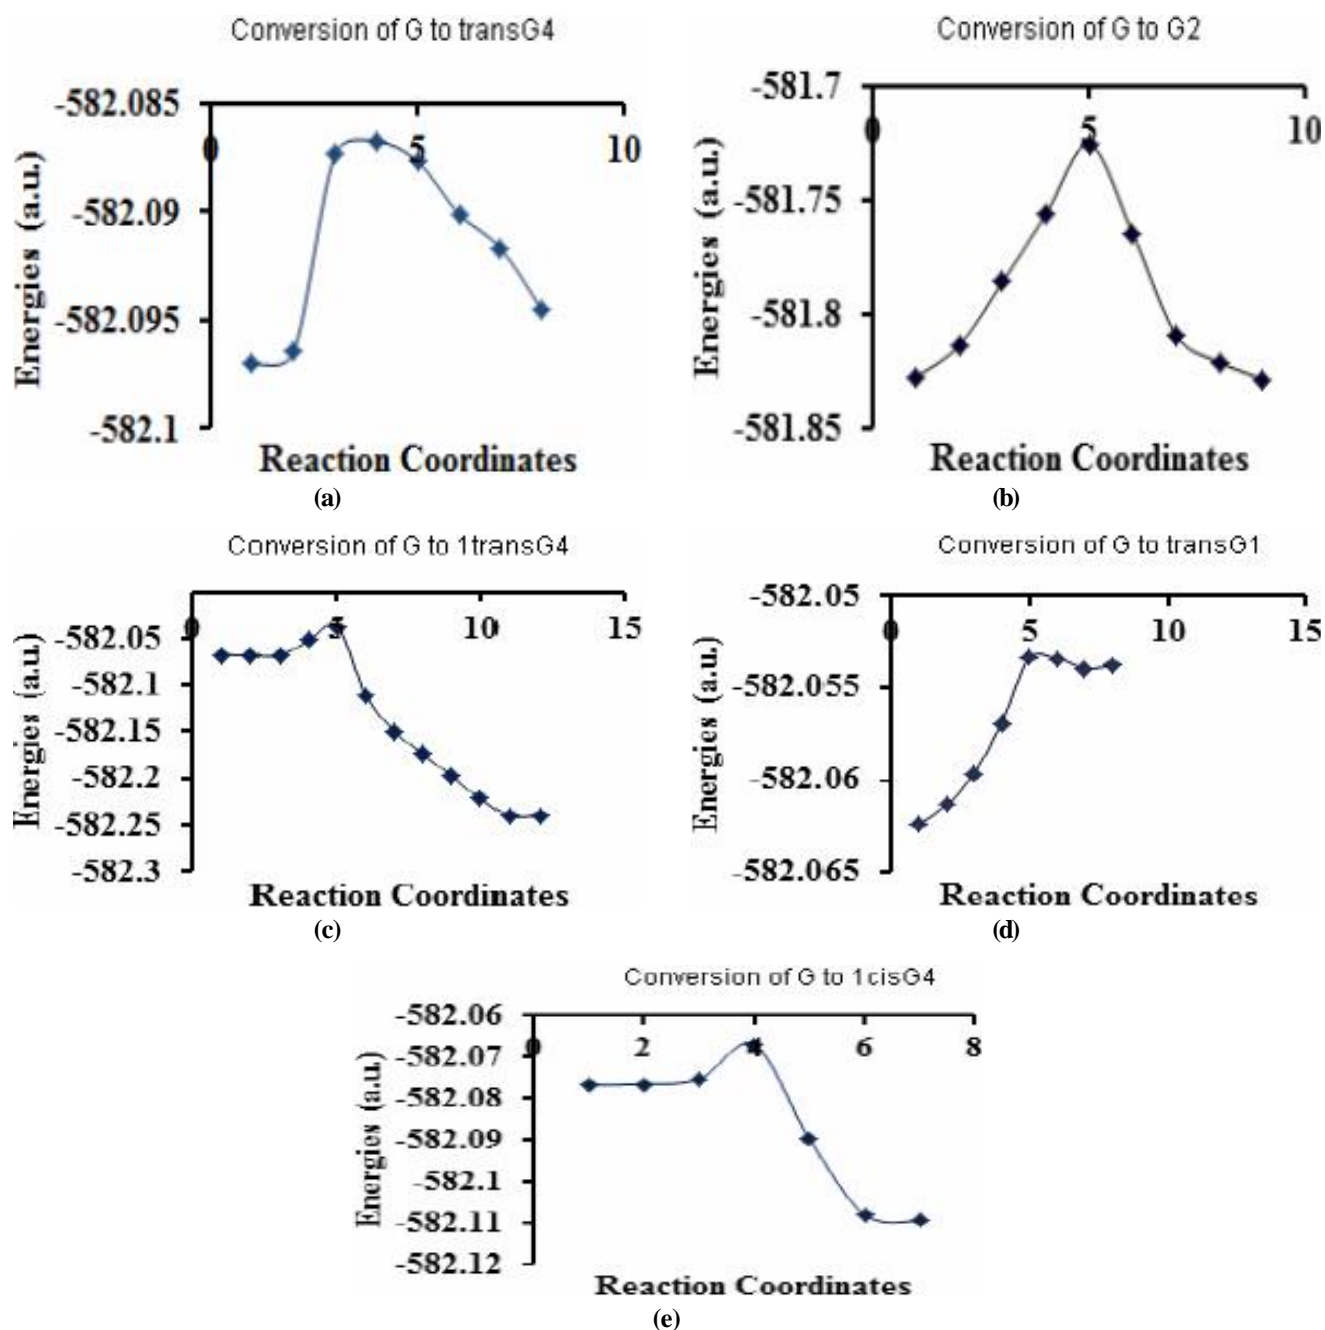 Conversion of G to transG4
-582.085
0
5
10
-582.09
-582.095
-582.1
Energies (a.u.)
Reaction Coordinates
(a)
Conversion of G to G2
-581.7
0
5
10
-581.75
-581.8
-581.85
Energies (a.u.)
Reaction Coordinates
(b)
Conversion of G to 1transG4
0
5
10
15
-582.05
-582.1
-582.15
-582.2
-582.25
-582.3
Energies (a.u.)
Reaction Coordinates
(c)
Conversion of G to transG1
-582.05
0
5
10
15
-582.055
-582.06
-582.065
Energies (a.u.)
Reaction Coordinates
(d)
Conversion of G to 1cisG4
-582.06
0
2
4
6
8
-582.07
-582.08
-582.09
-582.1
-582.11
-582.12
Energies (a.u.)
Reaction Coordinates
(e)